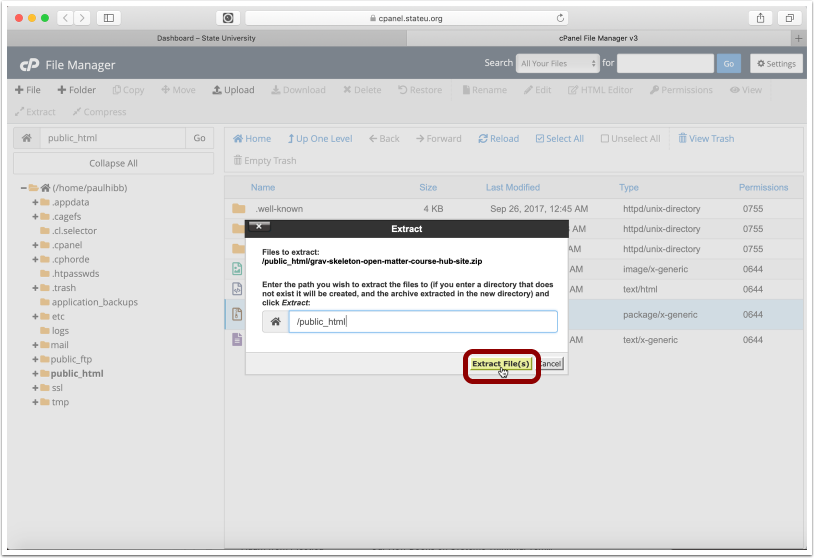 cpanel.stateu.org
Dashboard – State University
cPanel File Manager v3
cP File Manager
Search All Your Files for Go Settings
File Folder Copy Move Upload Download Delete Restore Rename Edit HTML Editor Permissions View
Extract Compress
public_html Go
Home Up One Level Back Forward Reload Select All Unselect All View Trash
Collapse All
Empty Trash
Name Size Last Modified Type Permissions
(/home/paulhibb)
.appdata
.cagefs
.cl.selector
.cpanel
.cphorde
.htpasswds
.trash
application_backups
etc
logs
mail
public_ftp
public_html
ssl
tmp
.well-known 4 KB Sep 26, 2017, 12:45 AM httpd/unix-directory 0755
AM httpd/unix-directory 0755
AM httpd/unix-directory 0755
AM image/x-generic 0644
AM text/html 0644
package/x-generic 0644
AM text/x-generic 0644
Extract
Files to extract:
/public_html/grav-skeleton-open-matter-course-hub-site.zip
Enter the path you wish to extract the files to (if you enter a directory that does
not exist it will be created, and the archive extracted in the new directory) and
click Extract:
/public_html
Extract File(s) Cancel